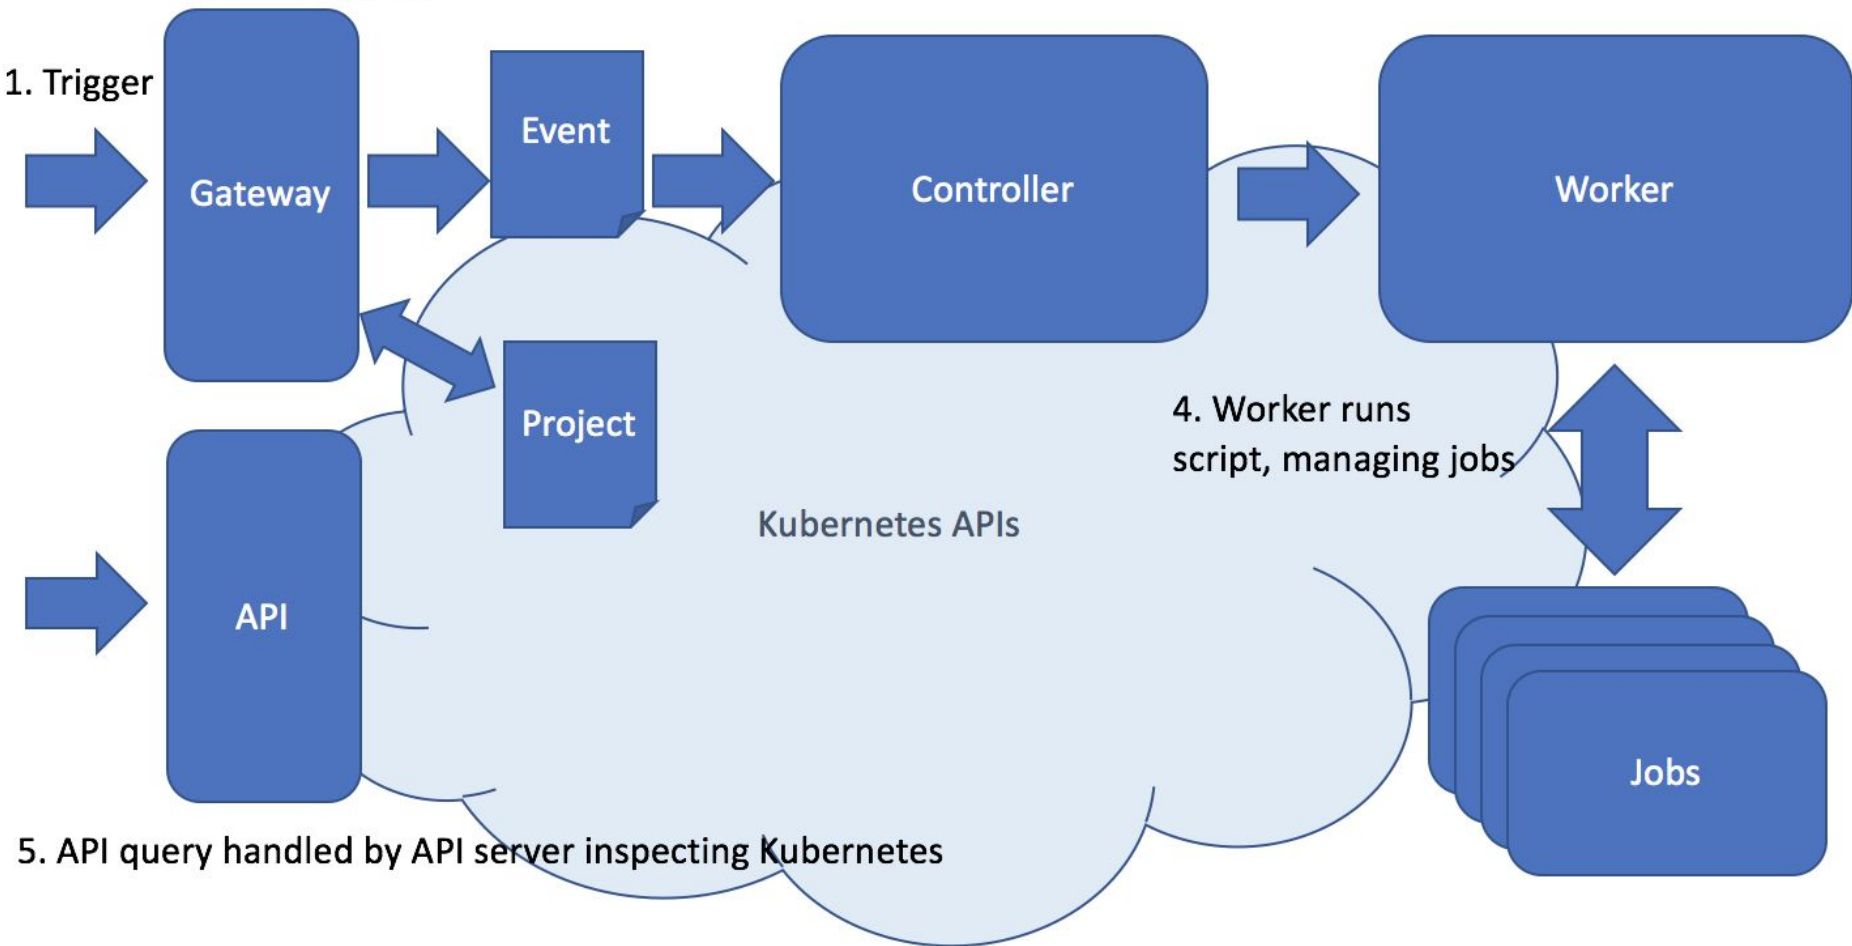 1. Trigger
Gateway
Event
Controller
Worker
Project
4. Worker runs
script, managing jobs
Kubernetes APIs
API
Jobs
5. API query handled by API server inspecting Kubernetes